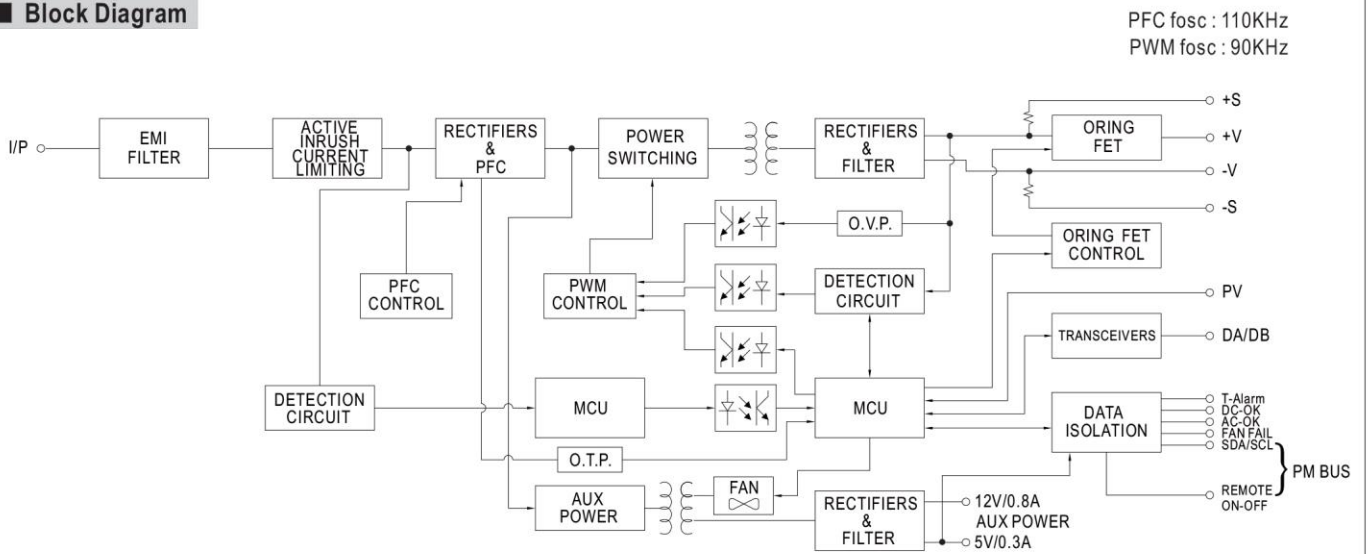 Block Diagram
PFC fosc : 110KHz
PWM fosc : 90KHz
I/P
EMI
FILTER
ACTIVE
INRUSH
CURRENT
LIMITING
RECTIFIERS
&
PFC
POWER
SWITCHING
RECTIFIERS
&
FILTER
ORING
FET
+S
+V
-V
-S
O.V.P.
ORING FET
CONTROL
PFC
CONTROL
PWM
CONTROL
DETECTION
CIRCUIT
PV
TRANSCEIVERS
DA/DB
DETECTION
CIRCUIT
MCU
MCU
DATA
ISOLATION
T-Alarm
DC-OK
AC-OK
FAN FAIL
SDA/SCL
PM BUS
REMOTE
ON-OFF
O.T.P.
AUX
POWER
FAN
RECTIFIERS
&
FILTER
12V/0.8A
AUX POWER
5V/0.3A